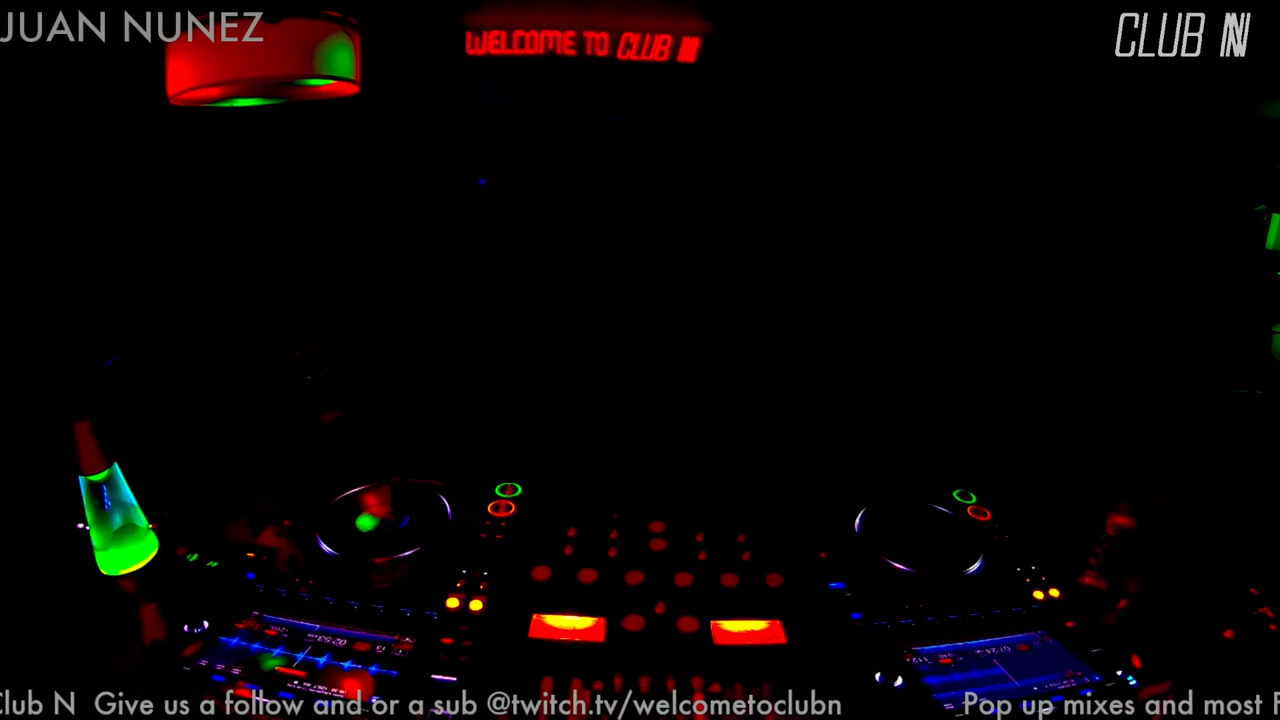 JUAN NUNEZ
WELCOME TO CLUB N
CLUB N
Club N Give us a follow and or a sub @twitch.tv/welcometoclubn Pop up mixes and most